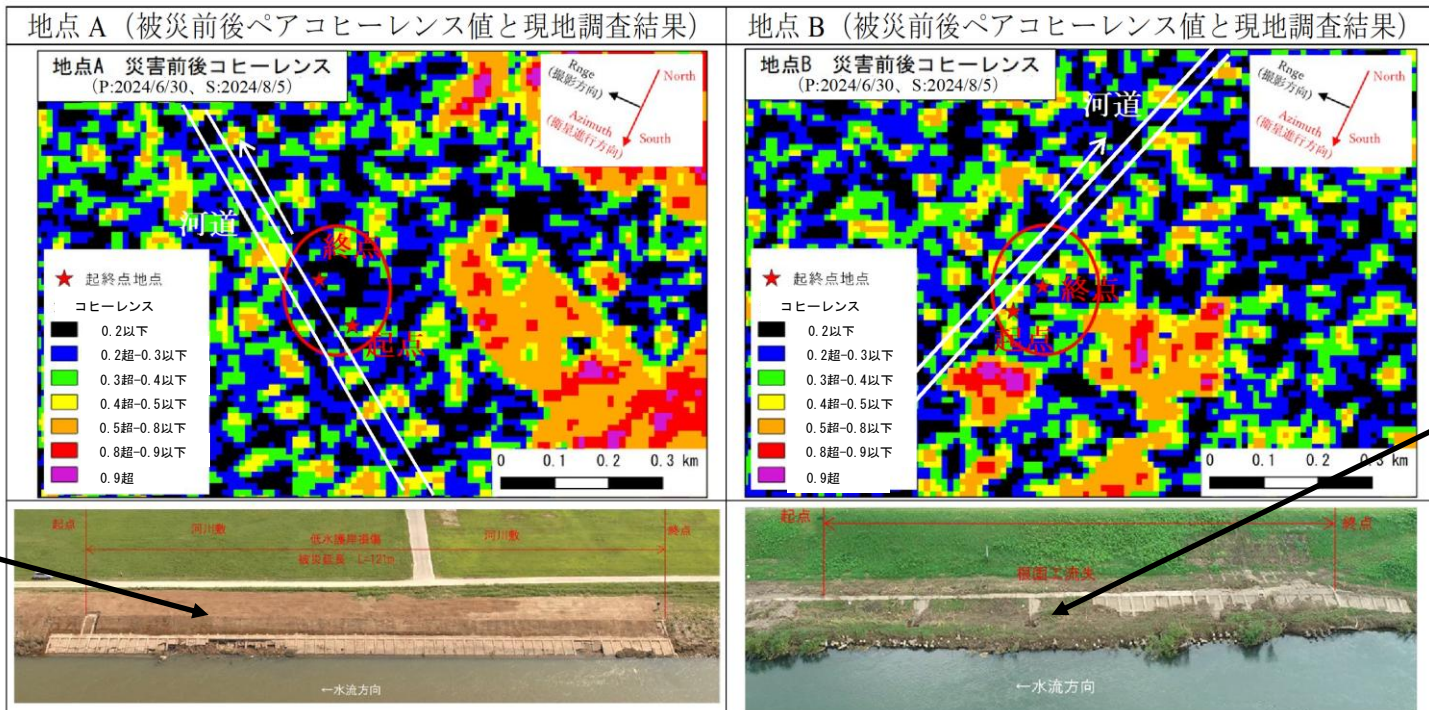 地点 A（被災前後ペアコヒーレンス値と現地調査結果）
地点A 災害前後コヒーレンス
（P:2024/6/30、S:2024/8/5）
Rnge
(撮影方向)
North
Azimuth
(衛星進行方向)
South
河道
終点
起点
★ 起終点地点
コヒーレンス
0.2以下
0.2超-0.3以下
0.3超-0.4以下
0.4超-0.5以下
0.5超-0.8以下
0.8超-0.9以下
0.9超
0 0.1 0.2 0.3 km
起点
河川敷
低水護岸損傷
河川敷
終点
被災延長 L=121m
←水流方向
地点 B（被災前後ペアコヒーレンス値と現地調査結果）
地点B 災害前後コヒーレンス
（P:2024/6/30、S:2024/8/5）
Rnge
(撮影方向)
North
Azimuth
(衛星進行方向)
South
河道
終点
起点
★ 起終点地点
コヒーレンス
0.2以下
0.2超-0.3以下
0.3超-0.4以下
0.4超-0.5以下
0.5超-0.8以下
0.8超-0.9以下
0.9超
0 0.1 0.2 0.3 km
起点
終点
根固工流失
←水流方向